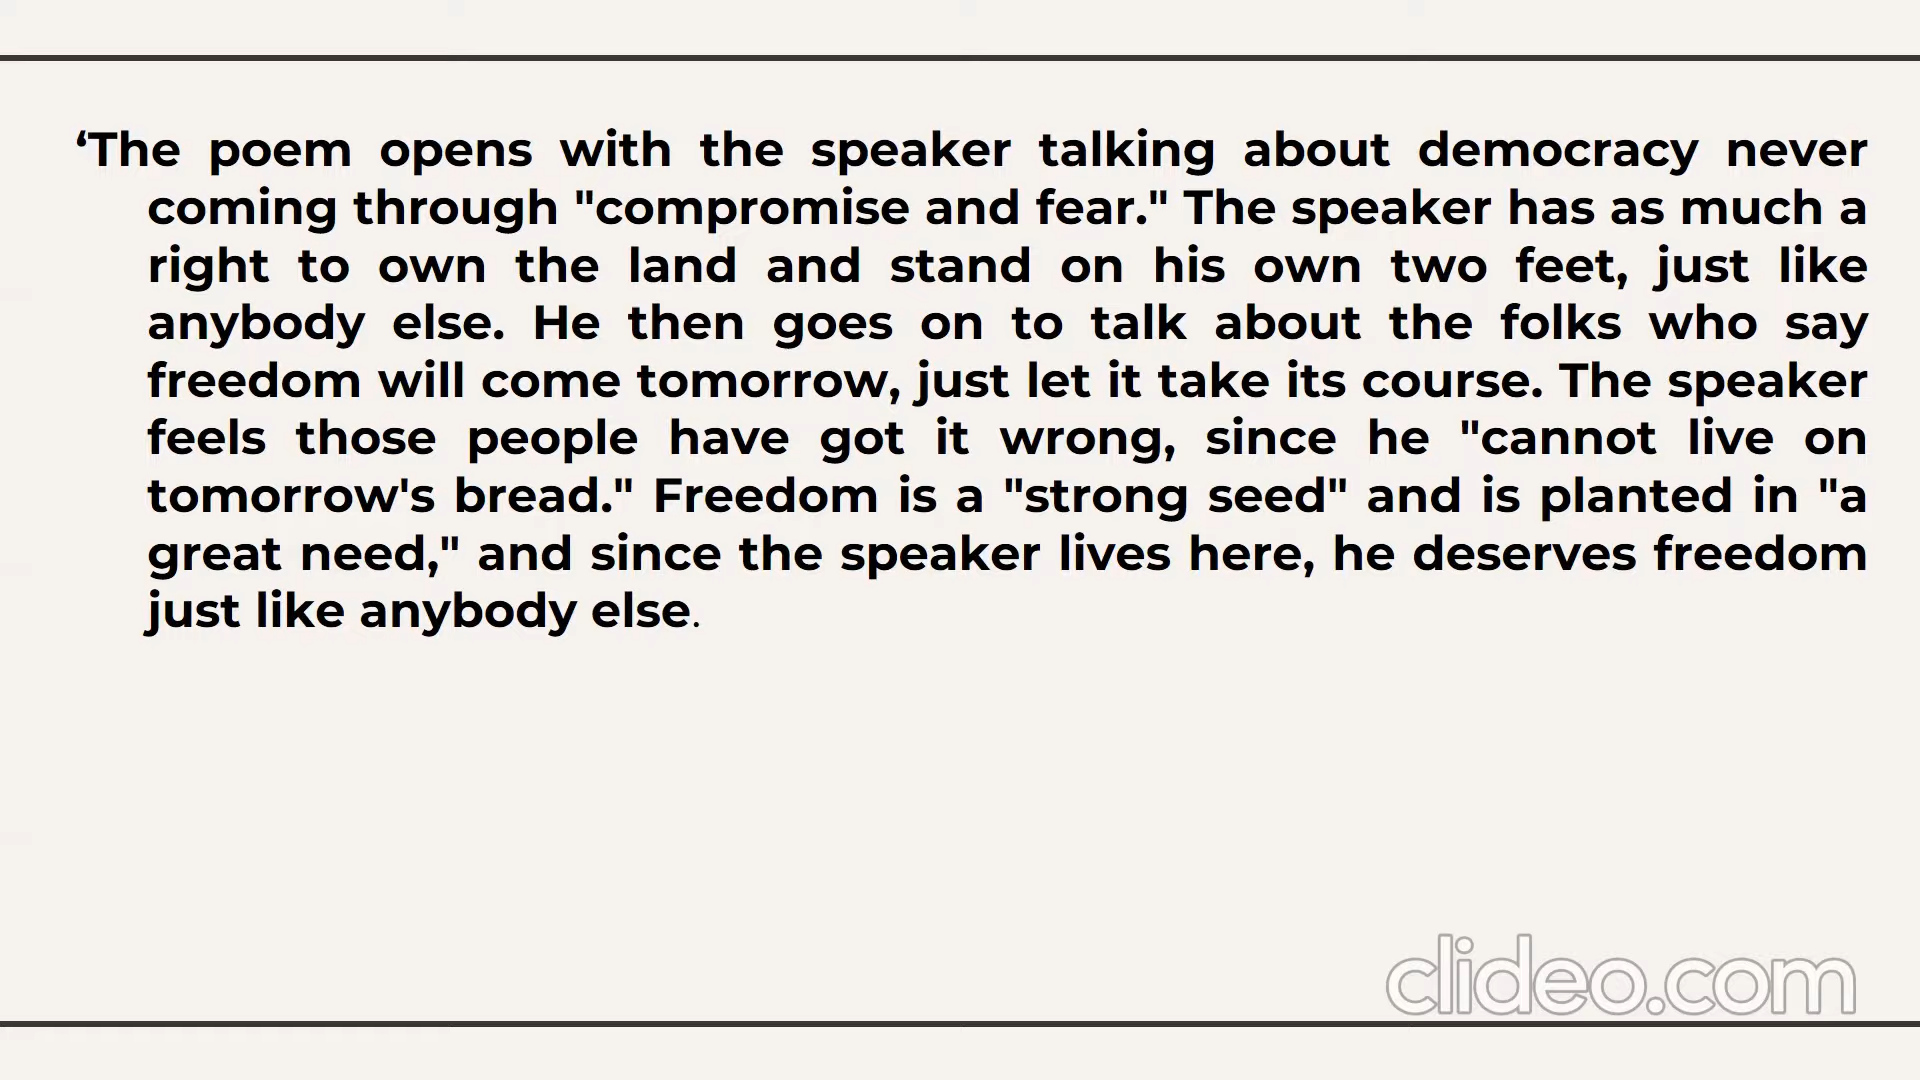 ‘The poem opens with the speaker talking about democracy never
coming through "compromise and fear." The speaker has as much a
right to own the land and stand on his own two feet, just like
anybody else. He then goes on to talk about the folks who say
freedom will come tomorrow, just let it take its course. The speaker
feels those people have got it wrong, since he "cannot live on
tomorrow's bread." Freedom is a "strong seed" and is planted in "a
great need," and since the speaker lives here, he deserves freedom
just like anybody else.
clideo.com